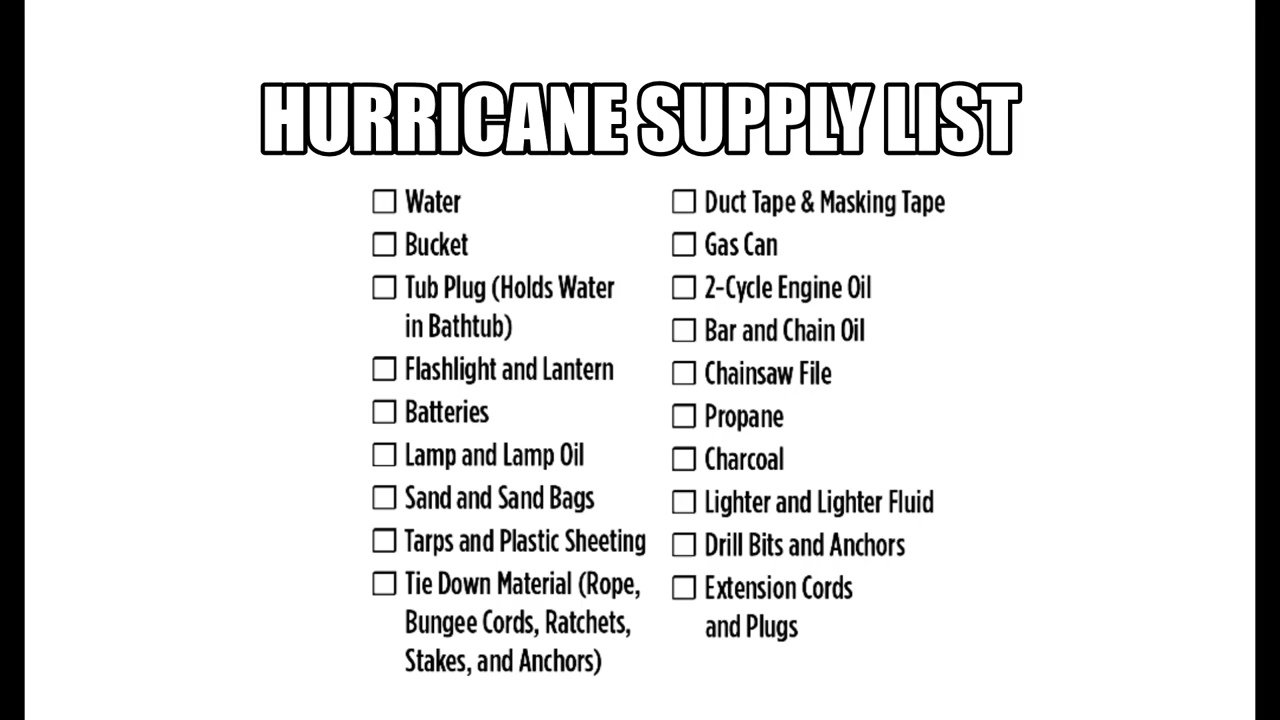 HURRICANE SUPPLY LIST
Water
Bucket
Tub Plug (Holds Water
in Bathtub)
Flashlight and Lantern
Batteries
Lamp and Lamp Oil
Sand and Sand Bags
Tarps and Plastic Sheeting
Tie Down Material (Rope,
Bungee Cords, Ratchets,
Stakes, and Anchors)
Duct Tape & Masking Tape
Gas Can
2-Cycle Engine Oil
Bar and Chain Oil
Chainsaw File
Propane
Charcoal
Lighter and Lighter Fluid
Drill Bits and Anchors
Extension Cords
and Plugs